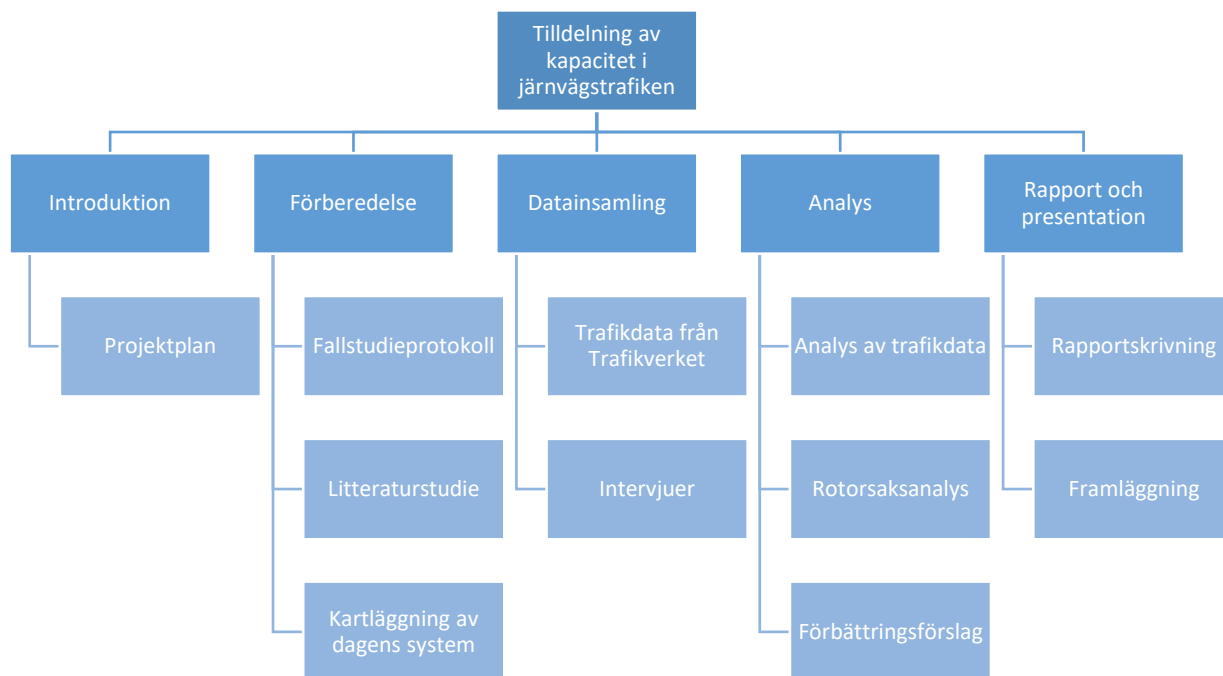 Tilldelning av
kapacitet i
järnvägstrafiken
Introduktion
Förberedelse
Datainsamling
Analys
Rapport och
presentation
Projektplan
Fallstudieprotokoll
Trafikdata från
Trafikverket
Analys av trafikdata
Rapportskrivning
Litteraturstudie
Intervjuer
Rotorsaksanalys
Framläggning
Kartläggning av
dagens system
Förbättringsförslag